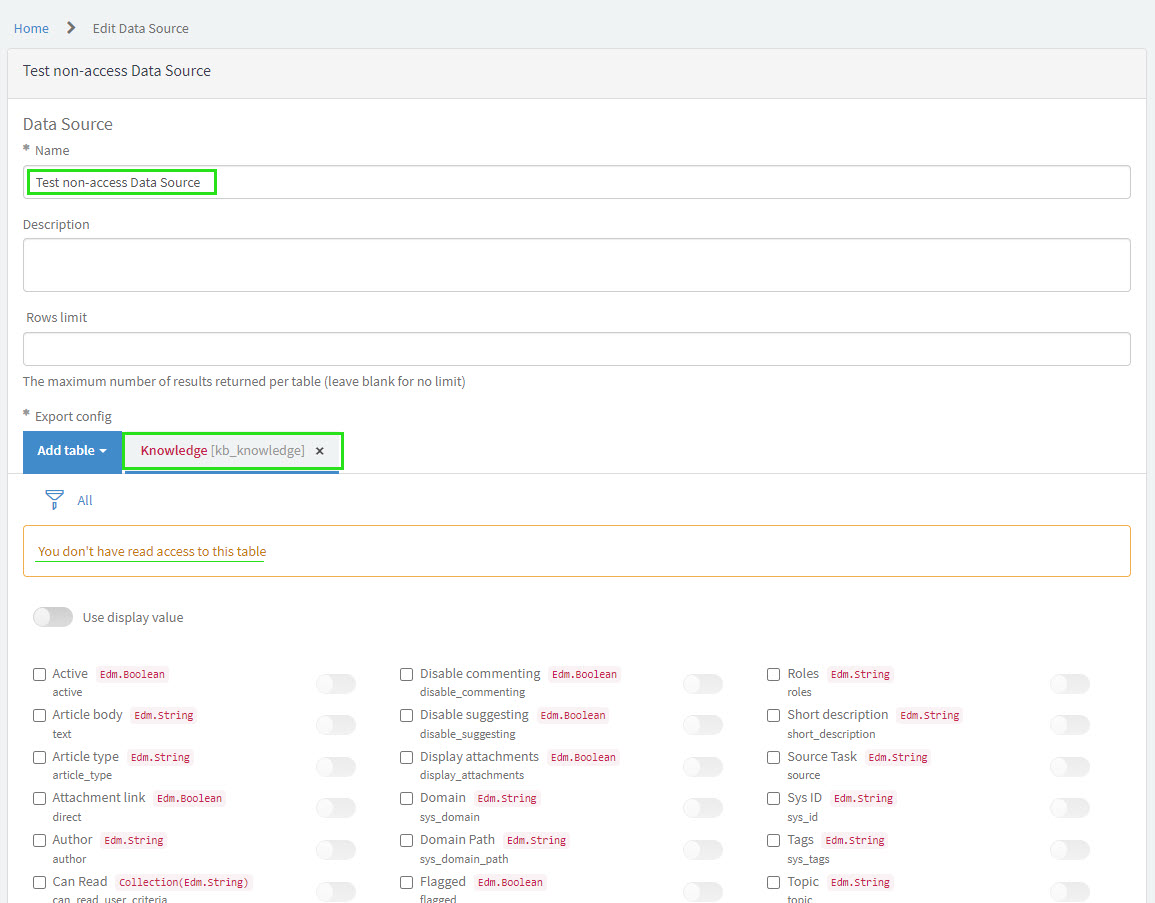 Home Edit Data Source
Test non-access Data Source
Data Source
* Name
Test non-access Data Source
Description
Rows limit
The maximum number of results returned per table (leave blank for no limit)
* Export config
Add table Knowledge [kb_knowledge] ×
All
You don't have read access to this table
Use display value
Active Edm.Boolean
active
Article body Edm.String
text
Article type Edm.String
article_type
Attachment link Edm.Boolean
direct
Author Edm.String
author
Can Read Collection(Edm.String)
can_read_user_criteria
Disable commenting Edm.Boolean
disable_commenting
Disable suggesting Edm.Boolean
disable_suggesting
Display attachments Edm.Boolean
display_attachments
Domain Edm.String
sys_domain
Domain Path Edm.String
sys_domain_path
Flagged Edm.Boolean
flagged
Roles Edm.String
roles
Short description Edm.String
short_description
Source Task Edm.String
source
Sys ID Edm.String
sys_id
Tags Edm.String
sys_tags
Topic Edm.String
topic